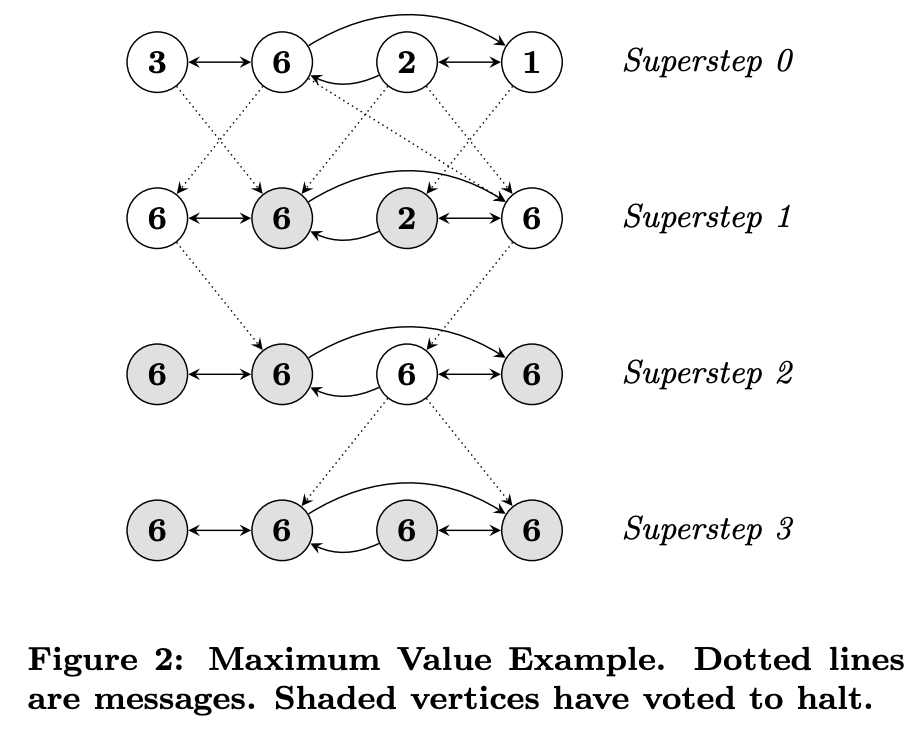 3 6 2 1 Superstep 0
6 6 2 6 Superstep 1
6 6 6 6 Superstep 2
6 6 6 6 Superstep 3
Figure 2: Maximum Value Example. Dotted lines
are messages. Shaded vertices have voted to halt.